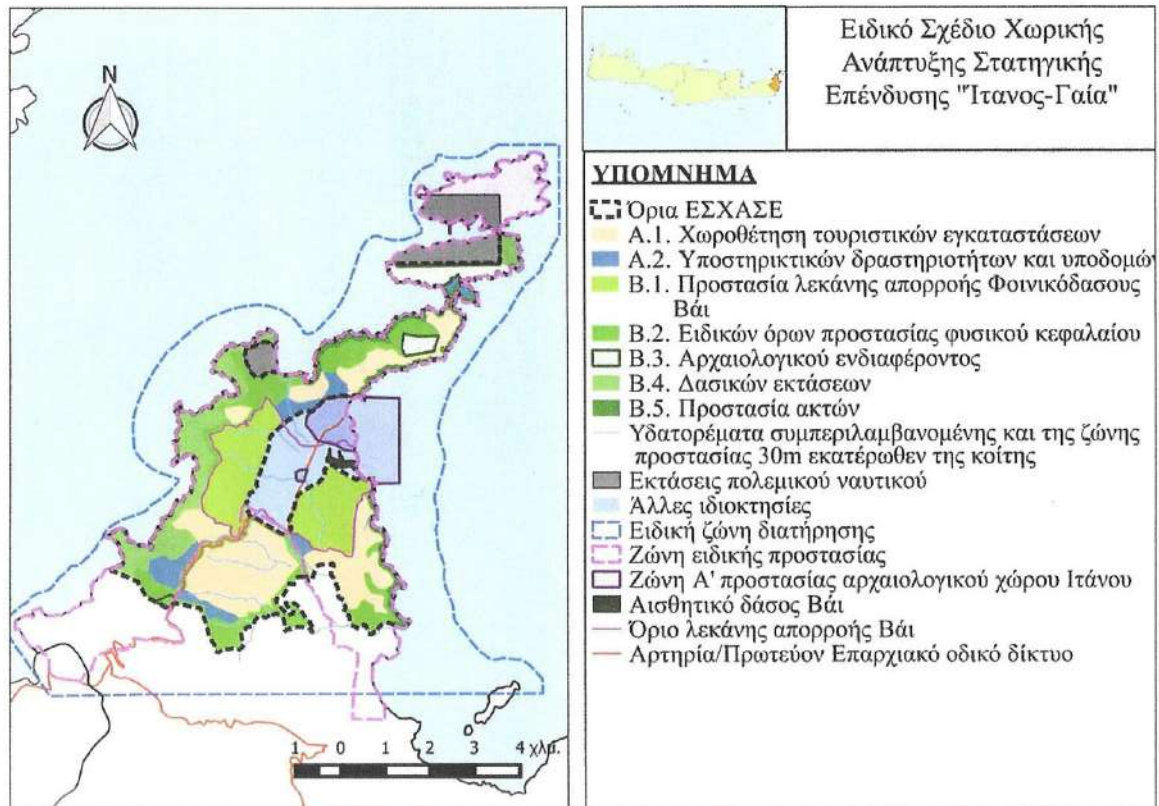 N
1 0 1 2 3 4 χλμ.
Ειδικό Σχέδιο Χωρικής
Ανάπτυξης Στατηγικής
Επένδυσης "Ίτανος-Γαία"
ΥΠΟΜΝΗΜΑ
Όρια ΕΣΧΑΣΕ
Α.1. Χωροθέτηση τουριστικών εγκαταστάσεων
Α.2. Υποστηρικτικών δραστηριοτήτων και υποδομών
Β.1. Προστασία λεκάνης απορροής Φοινικόδασους
Βάι
Β.2. Ειδικών όρων προστασίας φυσικού κεφαλαίου
Β.3. Αρχαιολογικού ενδιαφέροντος
Β.4. Δασικών εκτάσεων
Β.5. Προστασία ακτών
Υδατορέματα συμπεριλαμβανομένης και της ζώνης
προστασίας 30m εκατέρωθεν της κοίτης
Εκτάσεις πολεμικού ναυτικού
Άλλες ιδιοκτησίες
Ειδική ζώνη διατήρησης
Ζώνη ειδικής προστασίας
Ζώνη Α' προστασίας αρχαιολογικού χώρου Ιτάνου
Αισθητικό δάσος Βάι
Όριο λεκάνης απορροής Βάι
Αρτηρία/Πρωτεύον Επαρχιακό οδικό δίκτυο